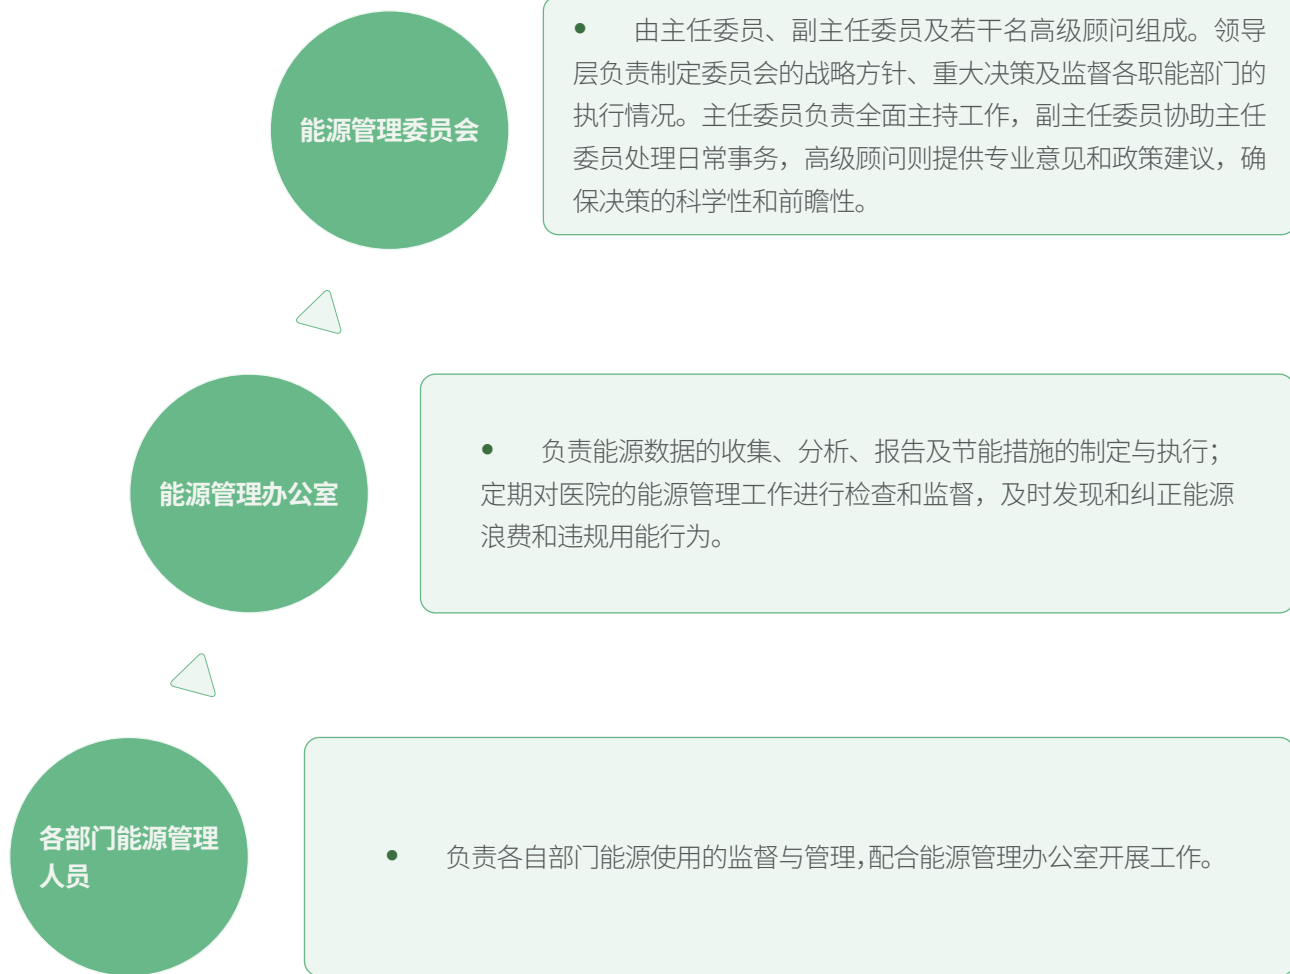 能源管理委员会
• 由主任委员、副主任委员及若干名高级顾问组成。领导
层负责制定委员会的战略方针、重大决策及监督各职能部门的
执行情况。主任委员负责全面主持工作，副主任委员协助主任
委员处理日常事务，高级顾问则提供专业意见和政策建议，确
保决策的科学性和前瞻性。
能源管理办公室
• 负责能源数据的收集、分析、报告及节能措施的制定与执行；
定期对医院的能源管理工作进行检查和监督，及时发现和纠正能源
浪费和违规用能行为。
各部门能源管理
人员
• 负责各自部门能源使用的监督与管理,配合能源管理办公室开展工作。